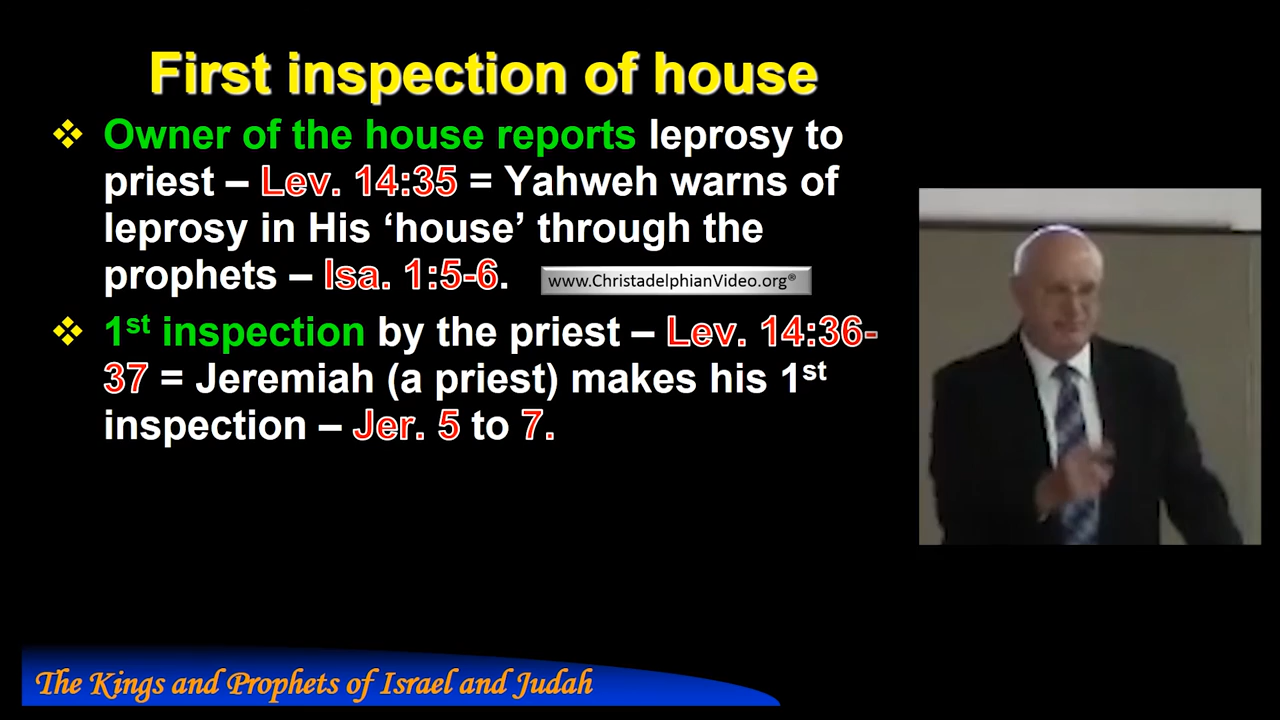 First inspection of house
❖ Owner of the house reports leprosy to
priest – Lev. 14:35 = Yahweh warns of
leprosy in His ‘house’ through the
prophets – Isa. 1:5-6.
www.ChristadelphianVideo.org®
❖ 1st inspection by the priest – Lev. 14:36-
37 = Jeremiah (a priest) makes his 1st
inspection – Jer. 5 to 7.
The Kings and Prophets of Israel and Judah